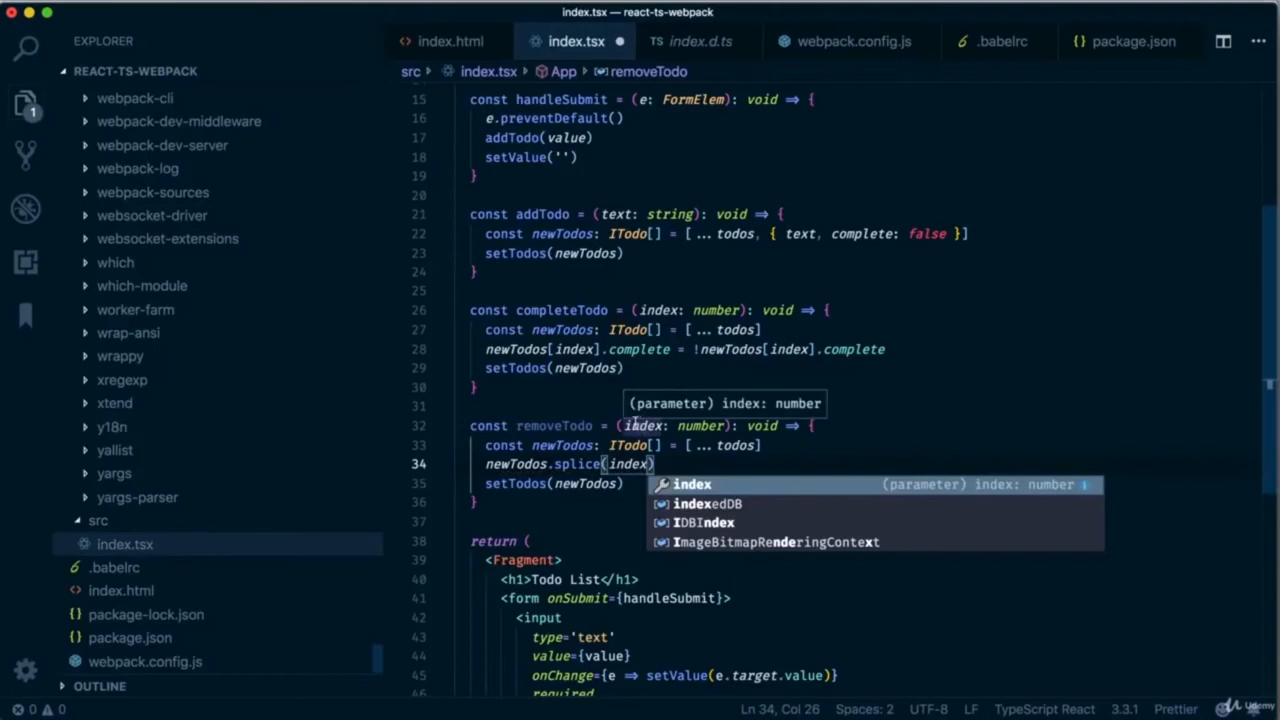 index.tsx — react-ts-webpack
EXPLORER
REACT-TS-WEBPACK
webpack-cli
webpack-dev-middleware
webpack-dev-server
webpack-log
webpack-sources
websocket-driver
websocket-extensions
which
which-module
worker-farm
wrap-ansi
wrappy
xregexp
xtend
y18n
yallist
yargs
yargs-parser
src
index.tsx
.babelrc
index.html
package-lock.json
package.json
webpack.config.js
OUTLINE
1
index.html
index.tsx
TS index.d.ts
webpack.config.js
.babelrc
{} package.json
src index.tsx App removeTodo
15 const handleSubmit = (e: FormElem): void ⇒ {
16 e.preventDefault()
17 addTodo(value)
18 setValue('')
19 }
20
21 const addTodo = (text: string): void ⇒ {
22 const newTodos: ITodo[] = [...todos, { text, complete: false }]
23 setTodos(newTodos)
24 }
25
26 const completeTodo = (index: number): void ⇒ {
27 const newTodos: ITodo[] = [...todos]
28 newTodos[index].complete = !newTodos[index].complete
29 setTodos(newTodos)
30 }
31
(parameter) index: number
32 const removeTodo = (index: number): void ⇒ {
33 const newTodos: ITodo[] = [...todos]
34 newTodos.splice(index)
index (parameter) index: number
indexedDB
IDBIndex
ImageBitmapRenderingContext
35 setTodos(newTodos)
36 }
37
38 return (
39 <Fragment>
40 <h1>Todo List</h1>
41 <form onSubmit={handleSubmit}>
42 <input
43 type='text'
44 value={value}
45 onChange={e ⇒ setValue(e.target.value)}
46 required
0 0
Ln 34, Col 26
Spaces: 2
UTF-8
LF
TypeScript React
3.3.1
Prettier
Udemy